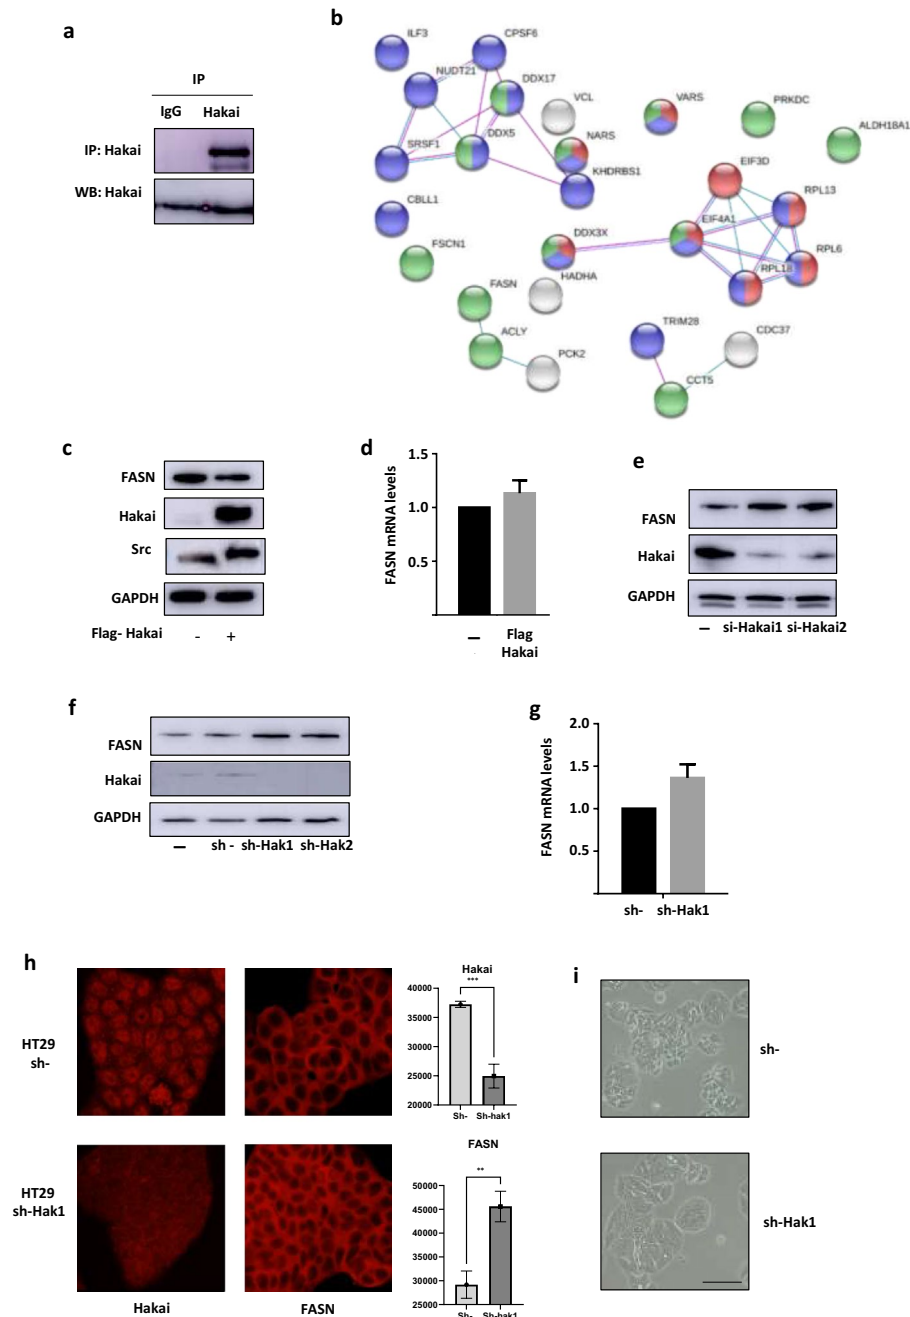 a
IP
IgG Hakai
IP: Hakai
WB: Hakai
b
ILF3
CPSF6
NUDT21
DDX17
VCL
VARS
PRKDC
ALDH18A1
SRSF1
DDX5
NARS
KHDRBS1
EIF3D
RPL13
CBLL1
DDX3X
EIF4A1
RPL6
FSCN1
HADHA
RPL18
FASN
ACLY
PCK2
TRIM28
CDC37
CCT5
c
FASN
Hakai
Src
GAPDH
Flag- Hakai - +
d
FASN mRNA levels
1.5
1.0
0.5
–
Flag
Hakai
e
FASN
Hakai
GAPDH
– si-Hakai1 si-Hakai2
f
FASN
Hakai
GAPDH
– sh - sh-Hak1 sh-Hak2
g
FASN mRNA levels
2.0
1.5
1.0
0.5
sh- sh-Hak1
h
HT29
sh-
HT29
sh-Hak1
Hakai
FASN
Hakai
***
40000
35000
30000
25000
20000
Sh- Sh-hak1
FASN
**
50000
45000
40000
35000
30000
25000
Sh- Sh-hak1
i
sh-
sh-Hak1